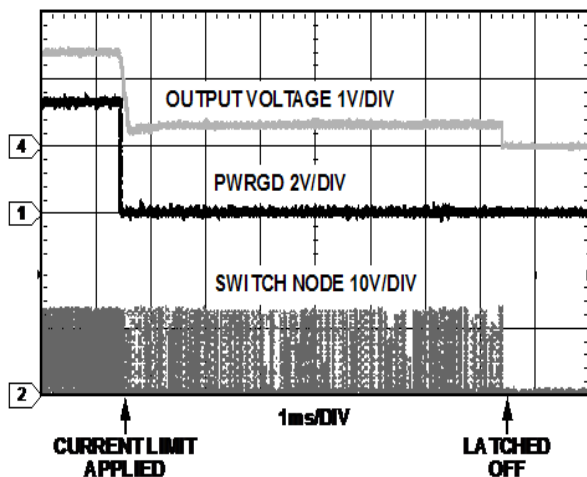 OUTPUT VOLTAGE 1V/DIV
4
PWRGD 2V/DIV
1
SWITCH NODE 10V/DIV
2
1ms/DIV
CURRENT LIMIT
APPLIED
LATCHED
OFF